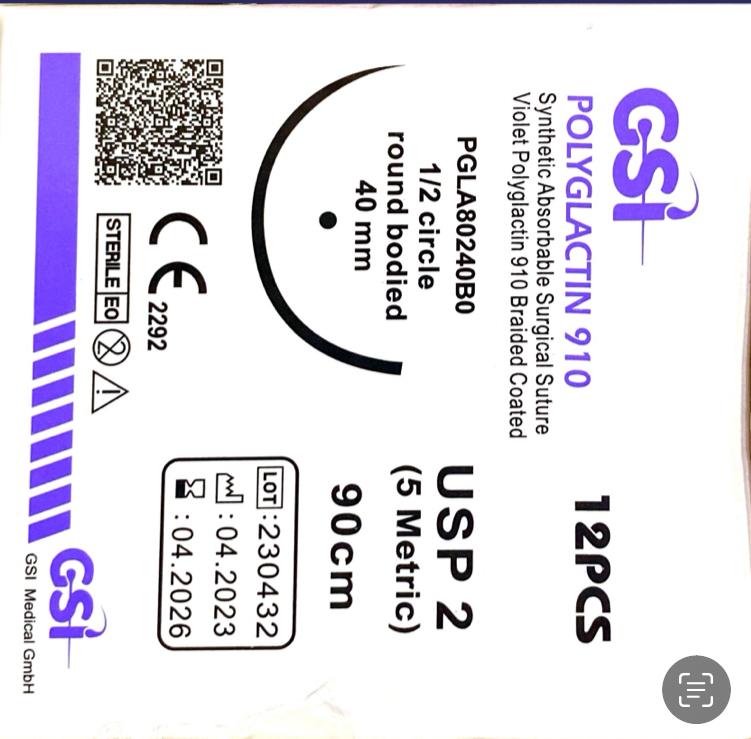 GSI
POLYGLACTIN 910
Synthetic Absorbable Surgical Suture
Violet Polyglactin 910 Braided Coated
12PCS
PGLA80240B0
1/2 circle
round bodied
40 mm
USP 2
(5 Metric)
90cm
LOT :230432
: 04.2023
: 04.2026
CE 2292
STERILE EO 2
GSI
GSI Medical GmbH